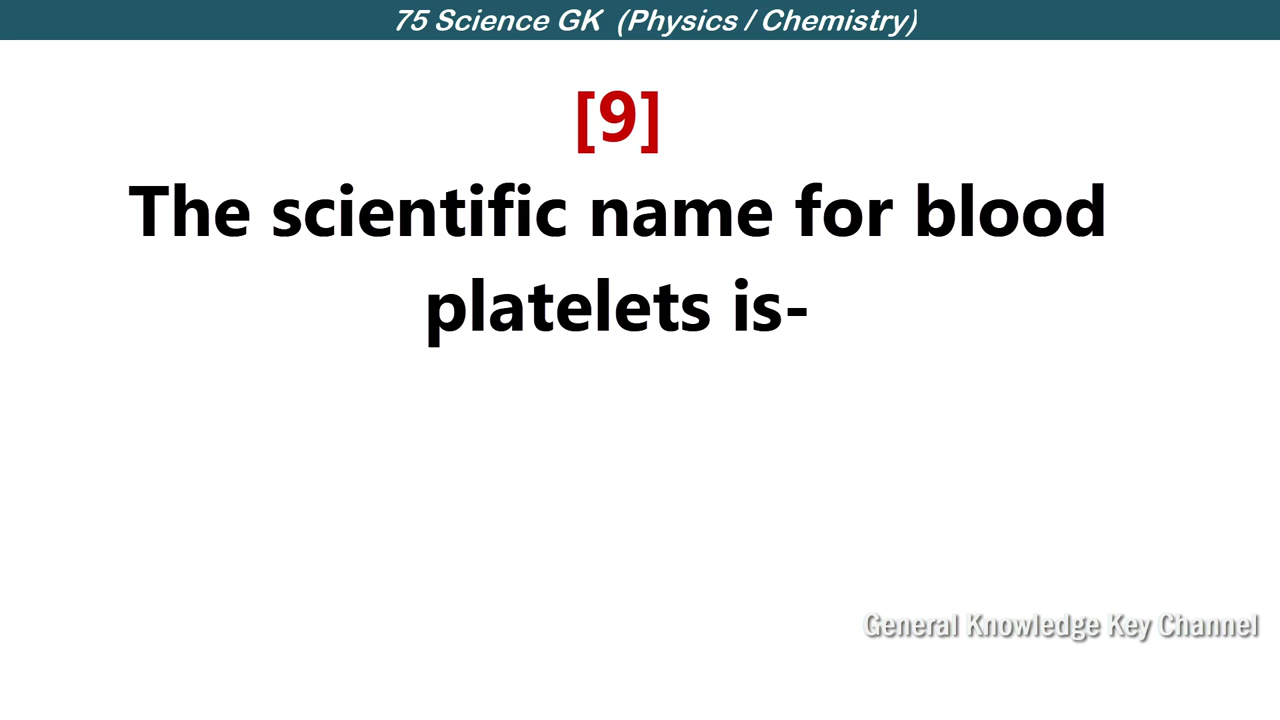 75 Science GK (Physics / Chemistry)
[9]
The scientific name for blood
platelets is-
General Knowledge Key Channel